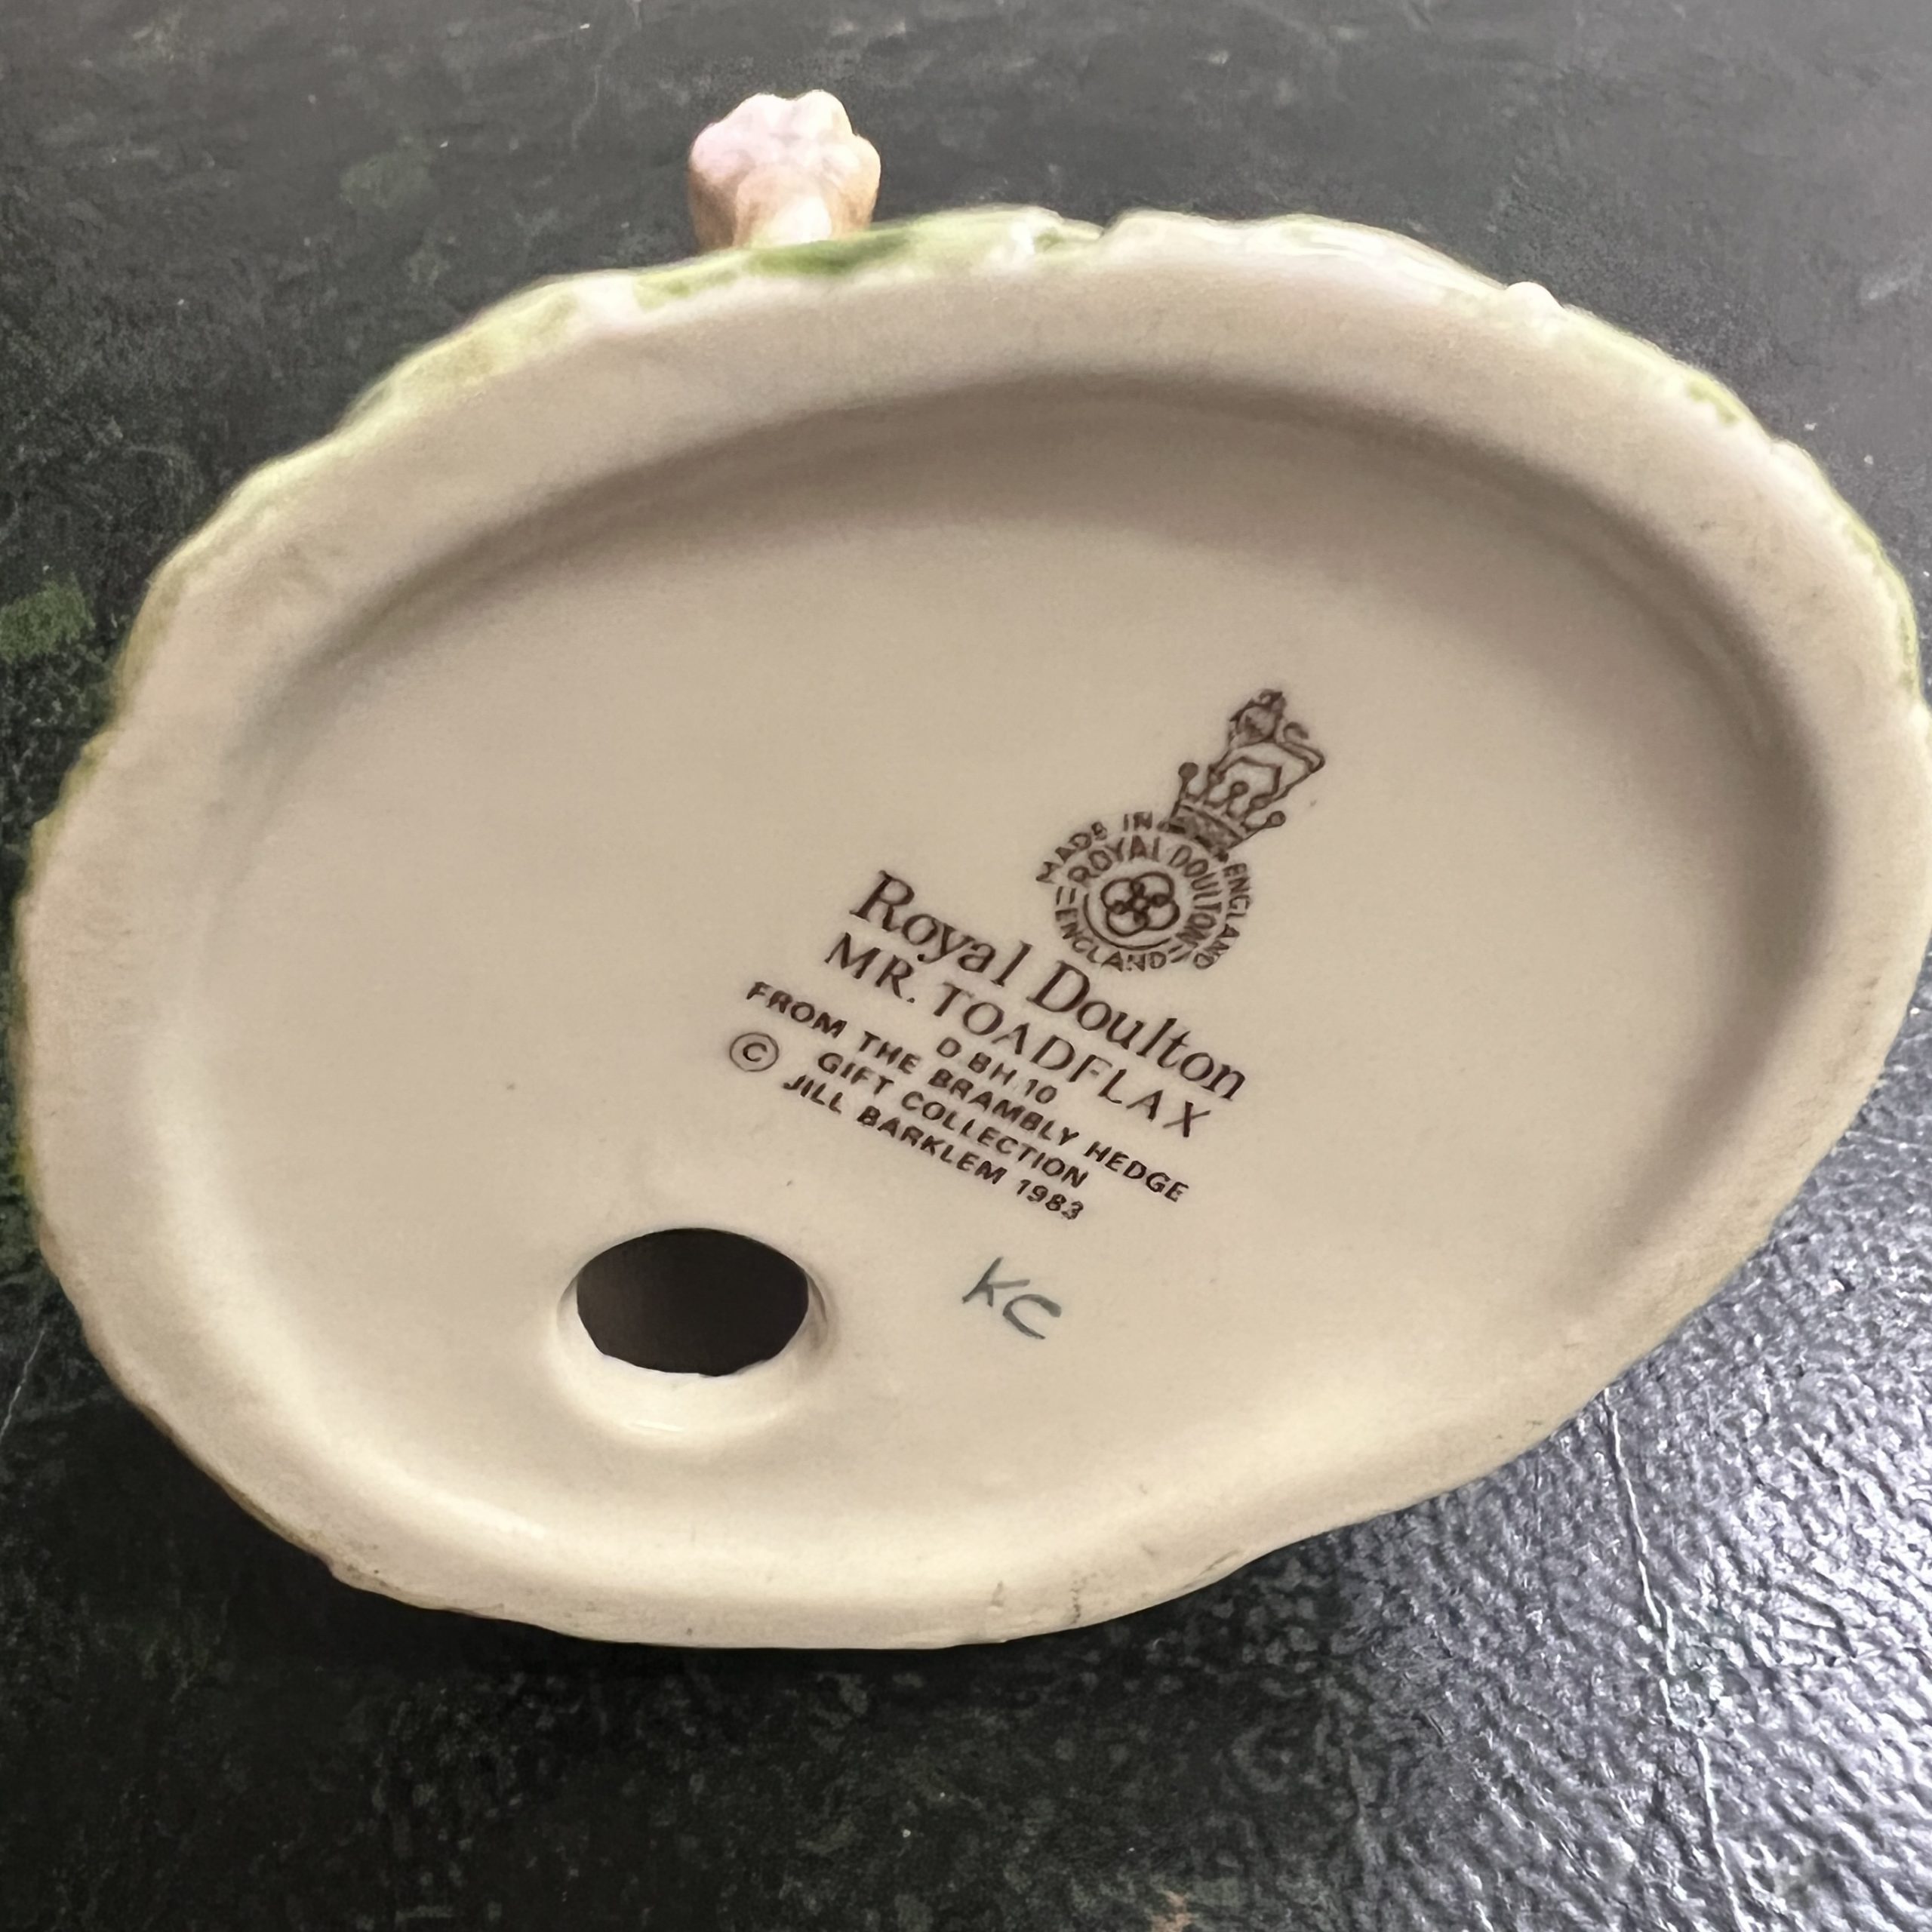 MADE IN ENGLAND
ROYAL DOULTON
ENGLAND
Royal Doulton
MR. TOADFLAX
D BH 10
FROM THE BRAMBLY HEDGE
GIFT COLLECTION
© JILL BARKLEM 1983
KC